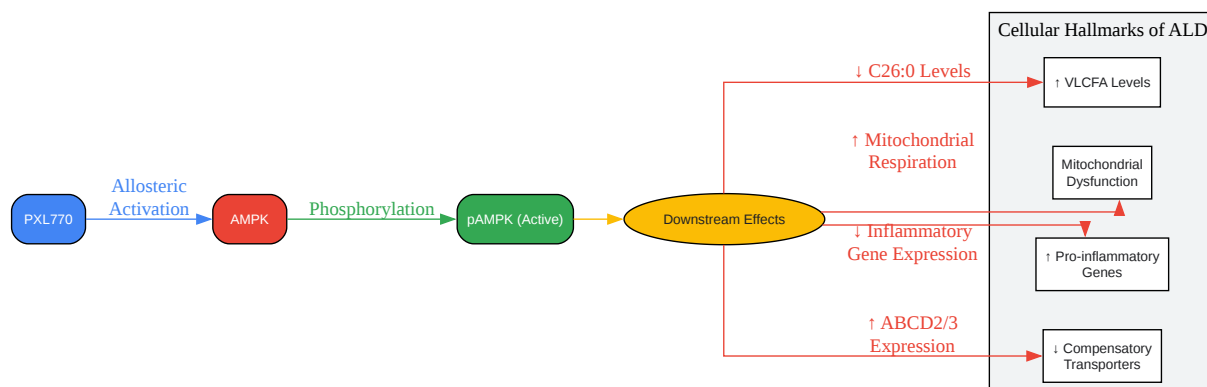 Cellular Hallmarks of ALD
↓ C26:0 Levels
↑ VLCFA Levels
↑ Mitochondrial
Respiration
Mitochondrial
Dysfunction
PXL770
Allosteric
Activation
AMPK
Phosphorylation
pAMPK (Active)
Downstream Effects
↓ Inflammatory
Gene Expression
↑ Pro-inflammatory
Genes
↑ ABCD2/3
Expression
↓ Compensatory
Transporters